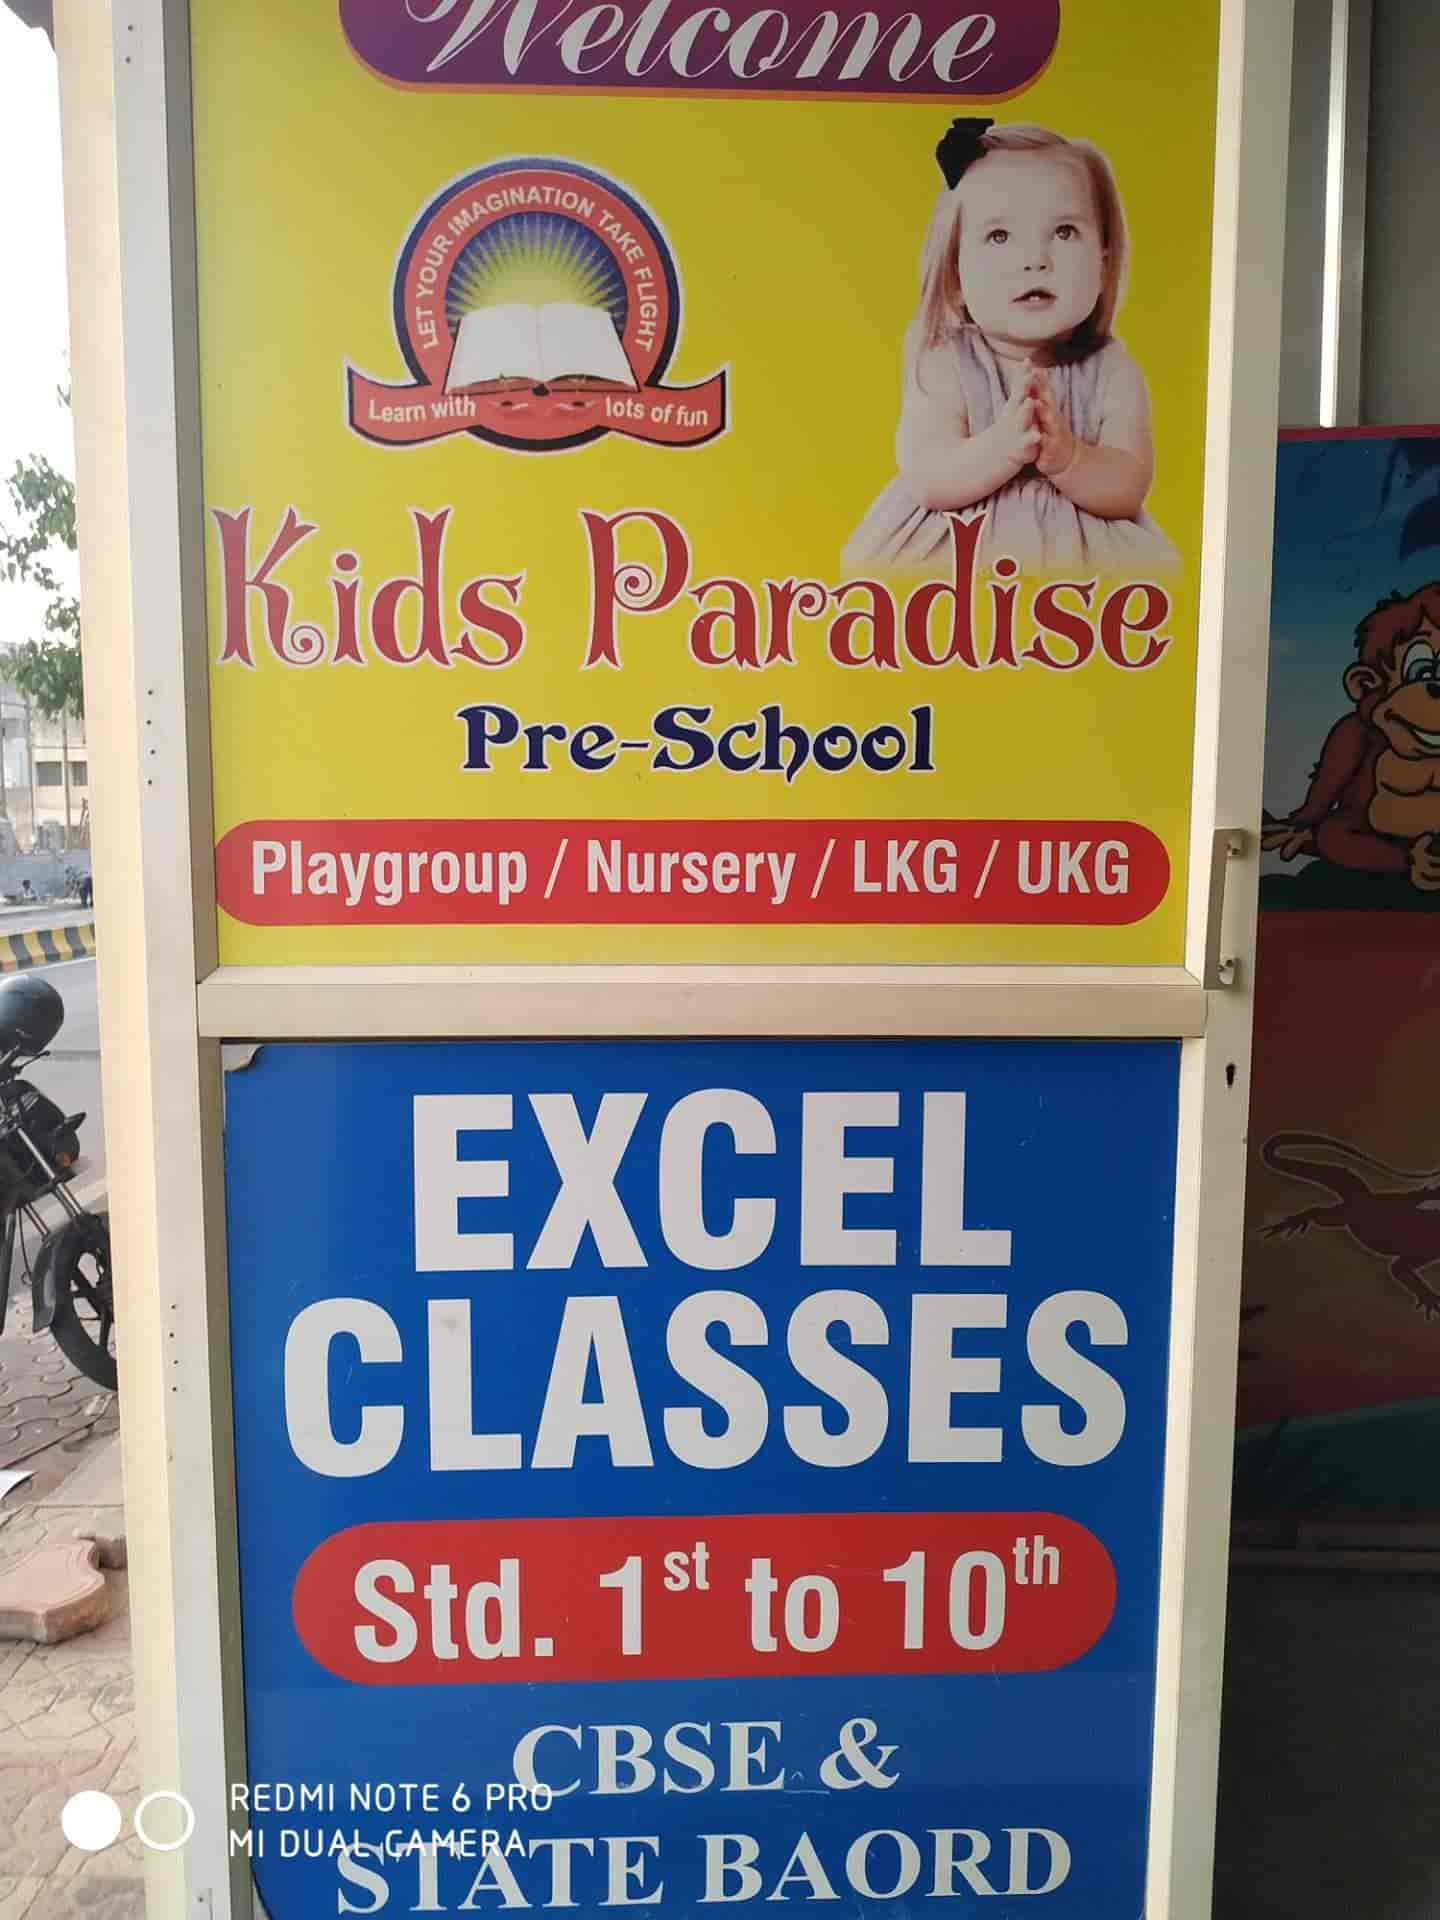 Welcome
LET YOUR IMAGINATION TAKE FLIGHT
Learn with lots of fun
Kids Paradise
Pre-School
Playgroup / Nursery / LKG / UKG
EXCEL
CLASSES
Std. 1st to 10th
CBSE &
STATE BAORD
REDMI NOTE 6 PRO
MI DUAL CAMERA